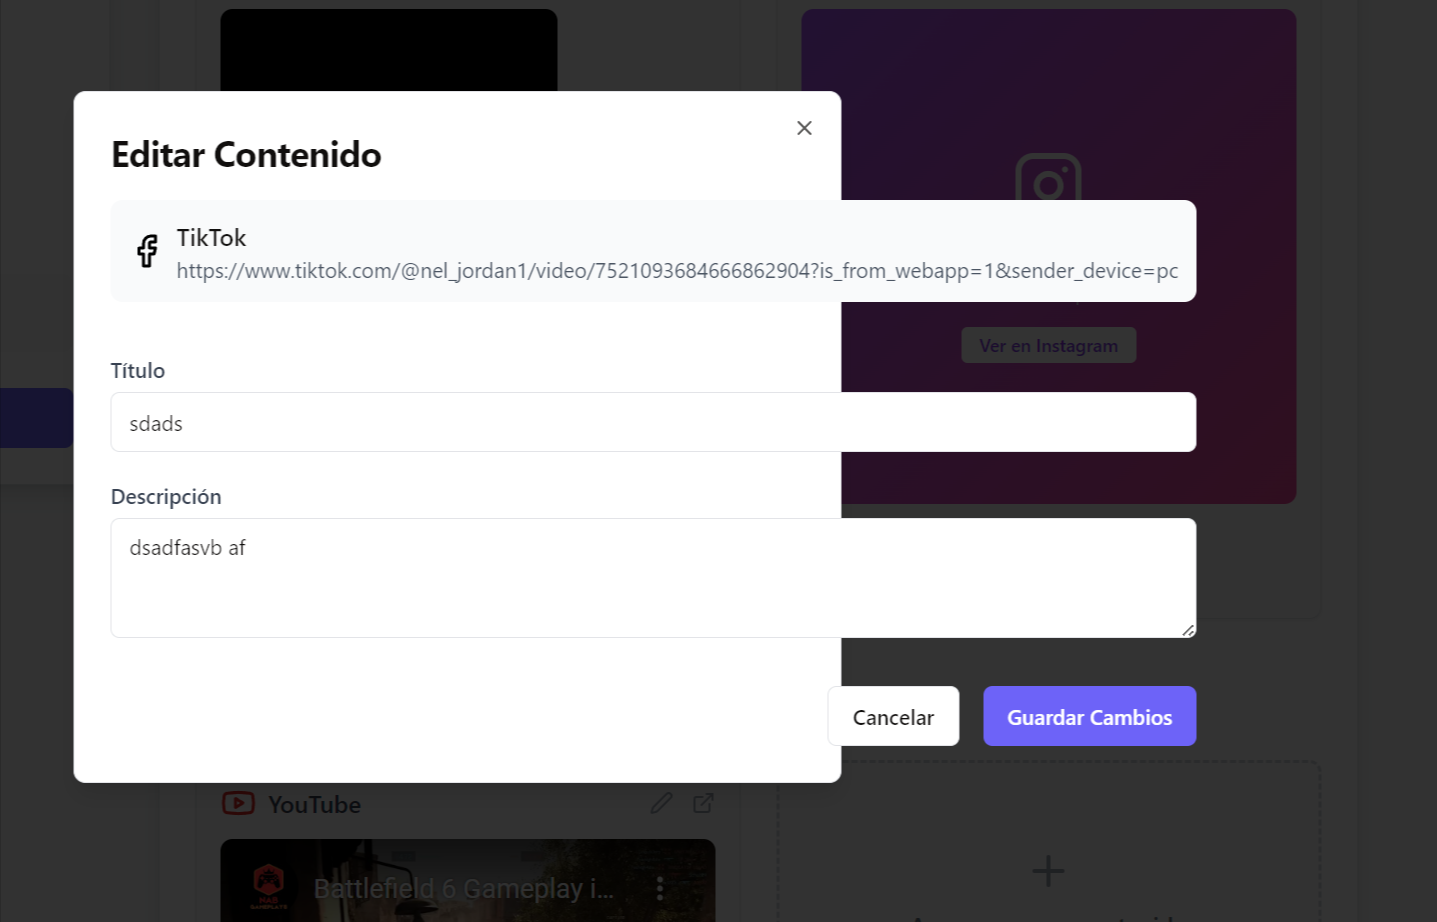 Editar Contenido
TikTok
https://www.tiktok.com/@nel_jordan1/video/7521093684666862904?is_from_webapp=1&sender_device=pc
Ver en Instagram
Título
sdads
Descripción
dsadfasvb af
Cancelar
Guardar Cambios
YouTube
Battlefield 6 Gameplay i...